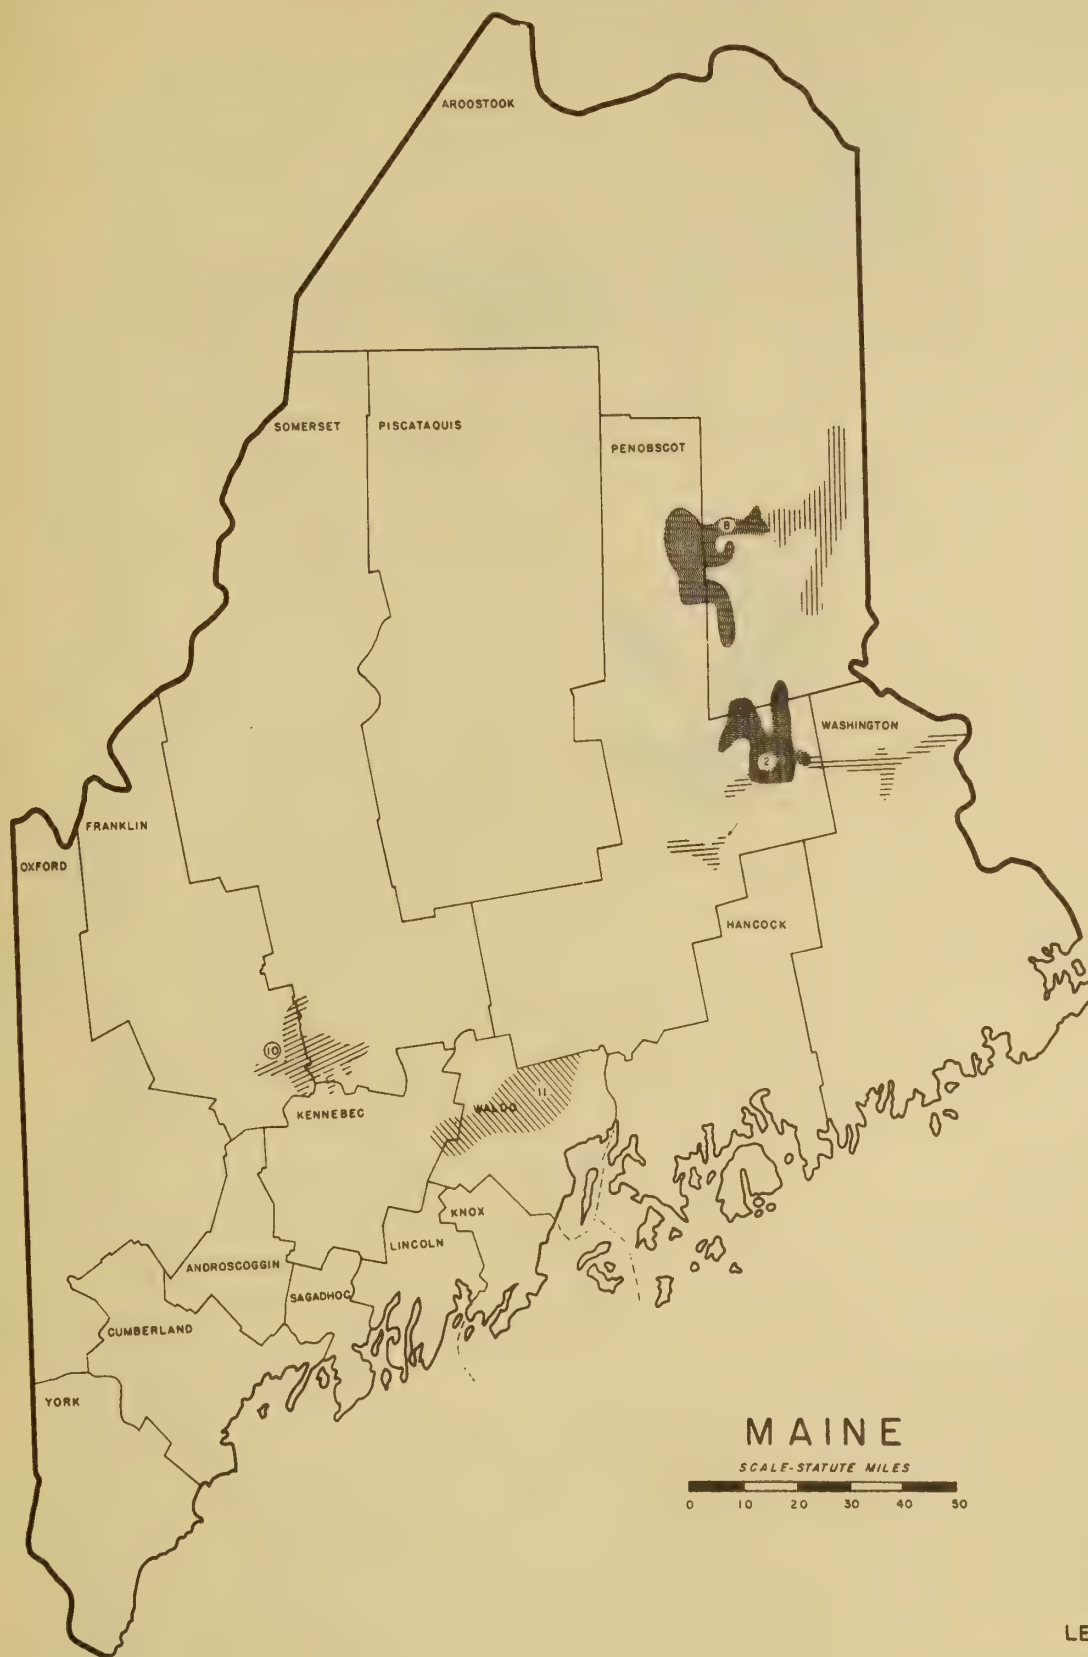 AROOSTOOK
SOMERSET
PISCATAQUIS
PENOBSCOT
8
2
WASHINGTON
FRANKLIN
OXFORD
HANCOCK
10
11
WALDO
KENNEBEC
KNOX
LINCOLN
ANDROSCOGGIN
SAGADHOC
CUMBERLAND
YORK
MAINE
SCALE-STATUTE MILES
0 10 20 30 40 50
LE